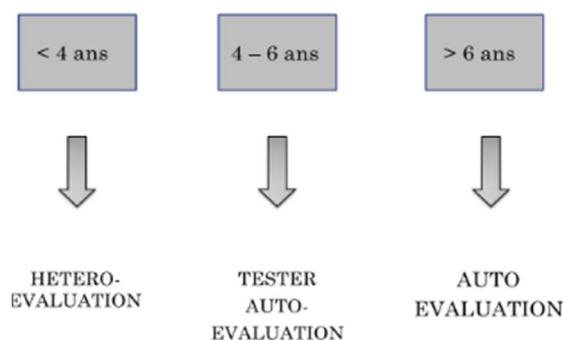 < 4 ans
4 – 6 ans
> 6 ans
HETERO-
EVALUATION
TESTER
AUTO-
EVALUATION
AUTO
EVALUATION